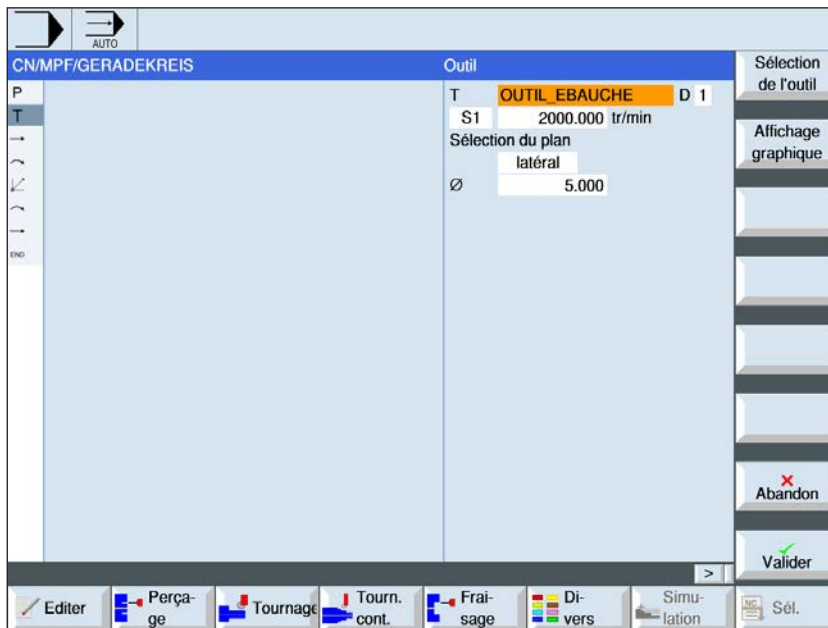 AUTO
CN/MPF/GERADEKREIS
Outil
P
T
END
T OUTIL_EBAUCHE D 1
S1 2000.000 tr/min
Sélection du plan
latéral
Ø 5.000
Sélection
de l'outil
Affichage
graphique
Abandon
Valider
>
Editer
Perça-
ge
Tournage
Tourn.
cont.
Frai-
sage
Di-
vers
Simu-
lation
NC
Sél.